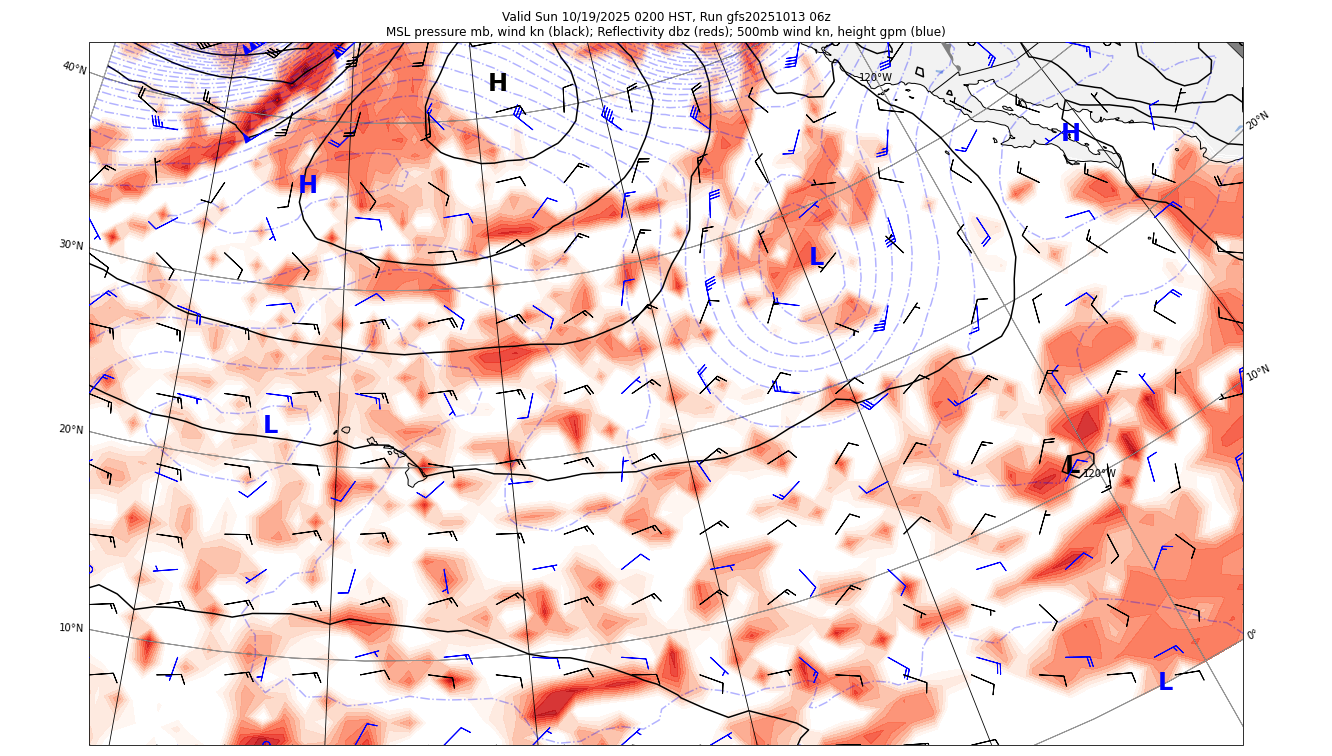 Valid Sun 10/19/2025 0200 HST, Run gfs20251013 06z
MSL pressure mb, wind kn (black); Reflectivity dbz (reds); 500mb wind kn, height gpm (blue)
40°N
H
120°W
20°N
H
H
30°N
L
10°N
20°N
L
L
120°W
10°N
0°
L